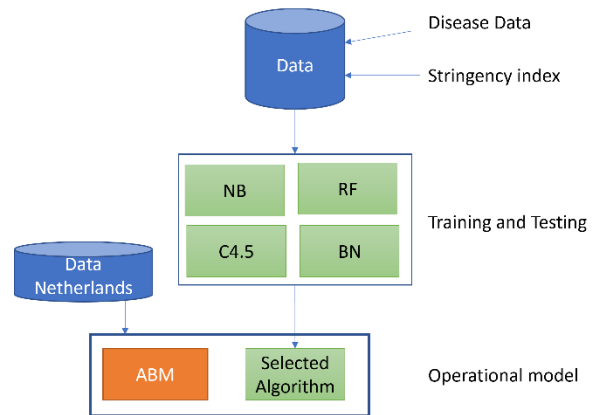 Disease Data
Data
Stringency index
NB
RF
Training and Testing
C4.5
BN
Data
Netherlands
ABM
Selected
Algorithm
Operational model